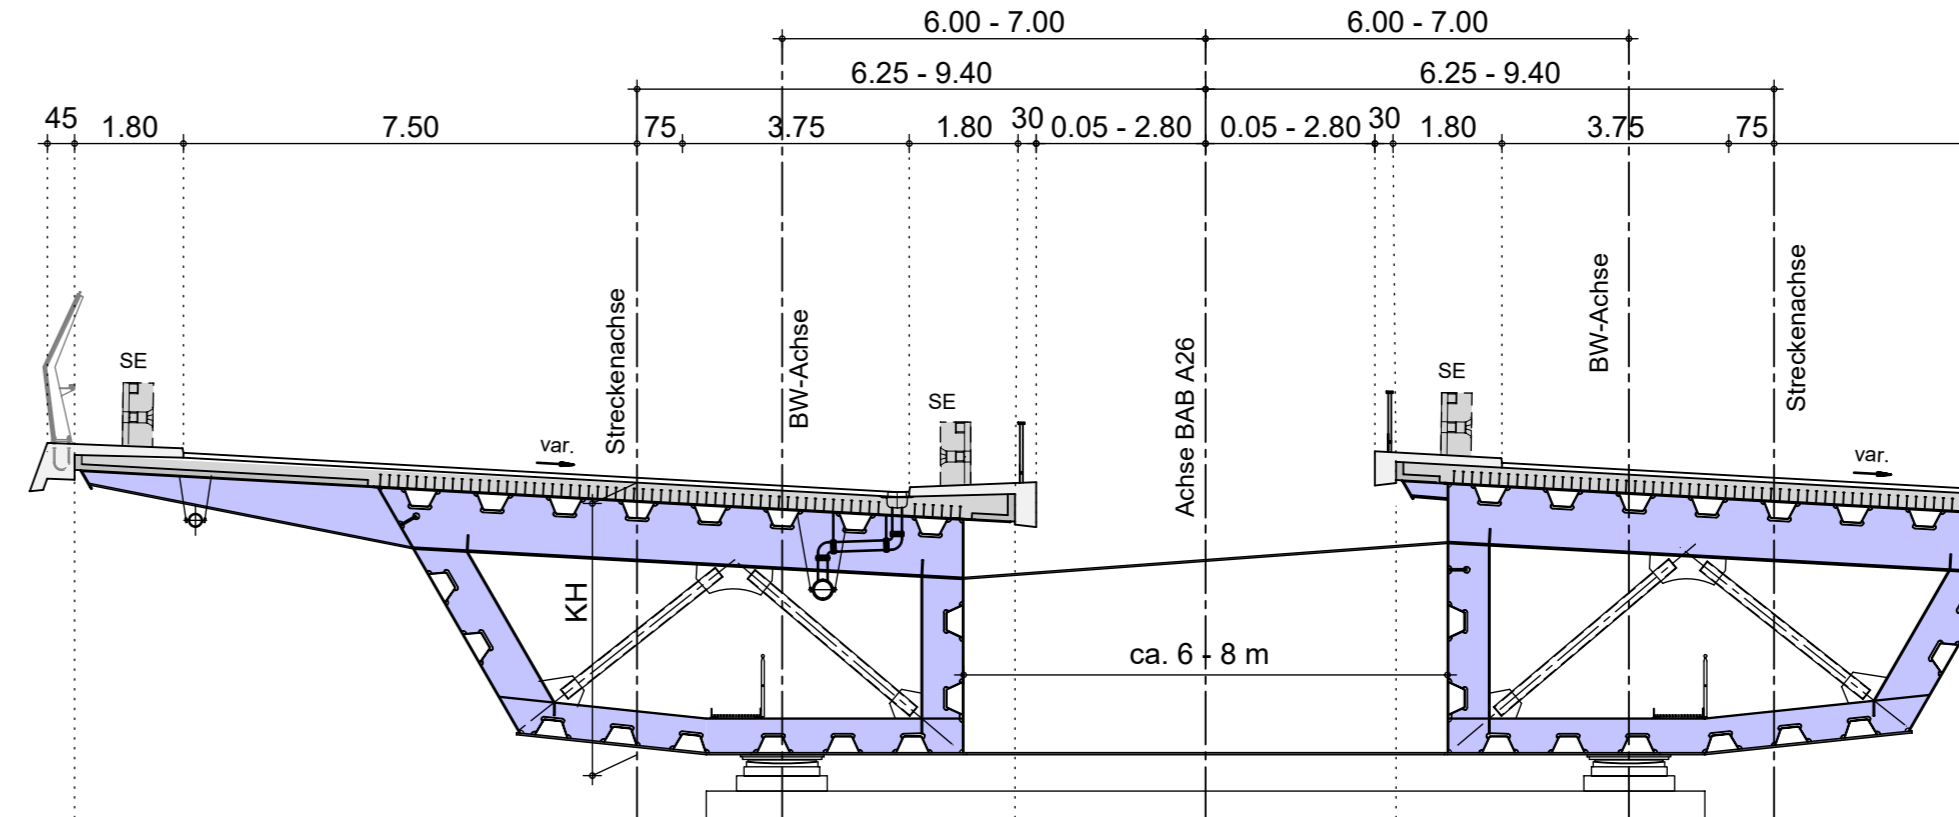 6.00 - 7.00 6.00 - 7.00
6.25 - 9.40 6.25 - 9.40
45 1.80 7.50 75 3.75 1.80 30 0.05 - 2.80 0.05 - 2.80 30 1.80 3.75 75
Streckenachse
BW-Achse
Achse BAB A26
BW-Achse
Streckenachse
SE
SE
SE
var.
var.
KH
ca. 6 - 8 m